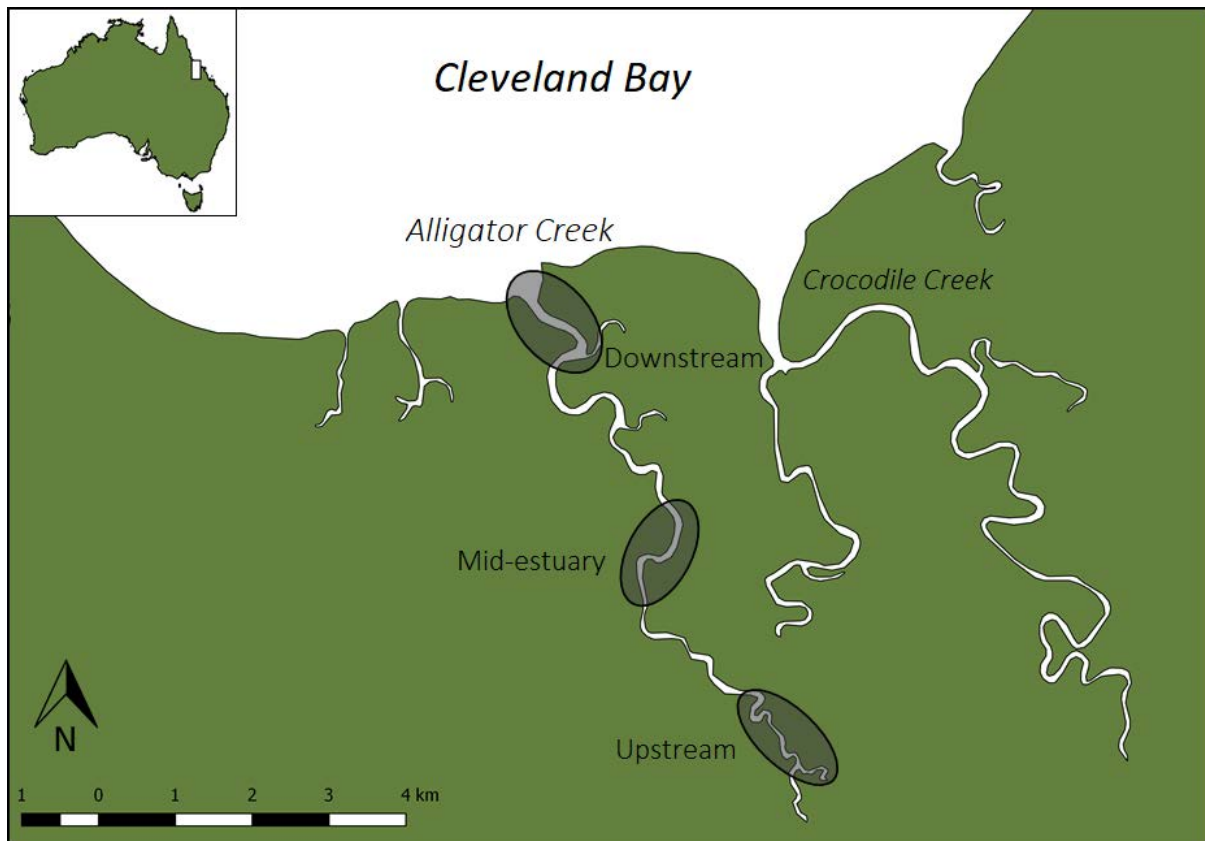 Cleveland Bay
Alligator Creek
Crocodile Creek
Downstream
Mid-estuary
Upstream
N
1 0 1 2 3 4 km